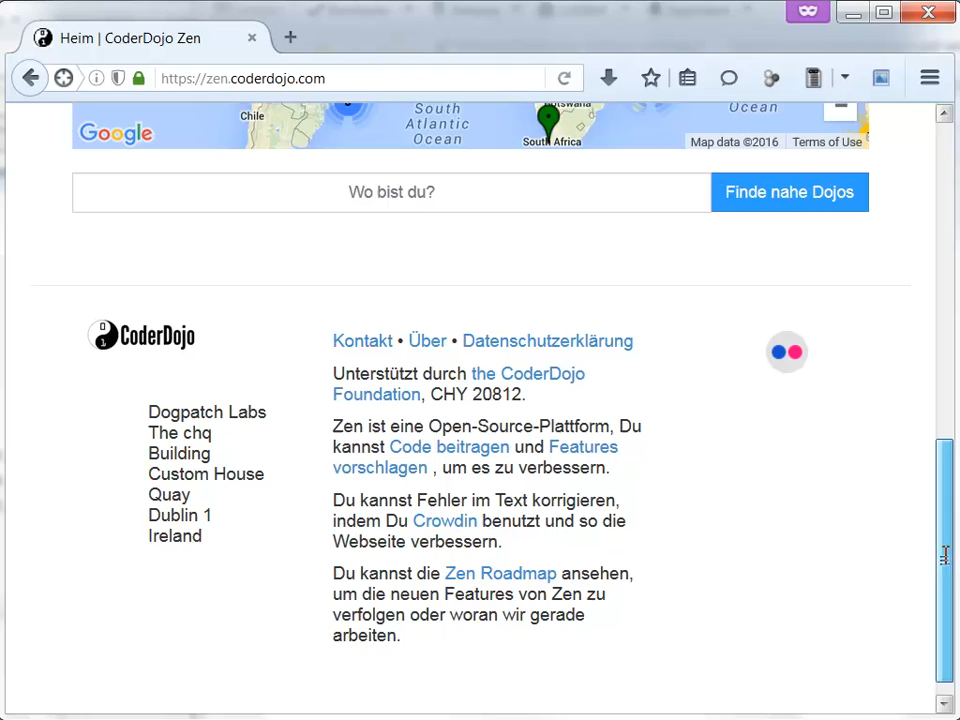 Heim | CoderDojo Zen
https://zen.coderdojo.com
Chile
South
Atlantic
Ocean
Botswana
South Africa
Ocean
Google
Map data ©2016
Terms of Use
Wo bist du?
Finde nahe Dojos
CoderDojo
Dogpatch Labs
The chq
Building
Custom House
Quay
Dublin 1
Ireland
Kontakt • Über • Datenschutzerklärung
Unterstützt durch the CoderDojo
Foundation, CHY 20812.
Zen ist eine Open-Source-Plattform, Du
kannst Code beitragen und Features
vorschlagen , um es zu verbessern.
Du kannst Fehler im Text korrigieren,
indem Du Crowdin benutzt und so die
Webseite verbessern.
Du kannst die Zen Roadmap ansehen,
um die neuen Features von Zen zu
verfolgen oder woran wir gerade
arbeiten.